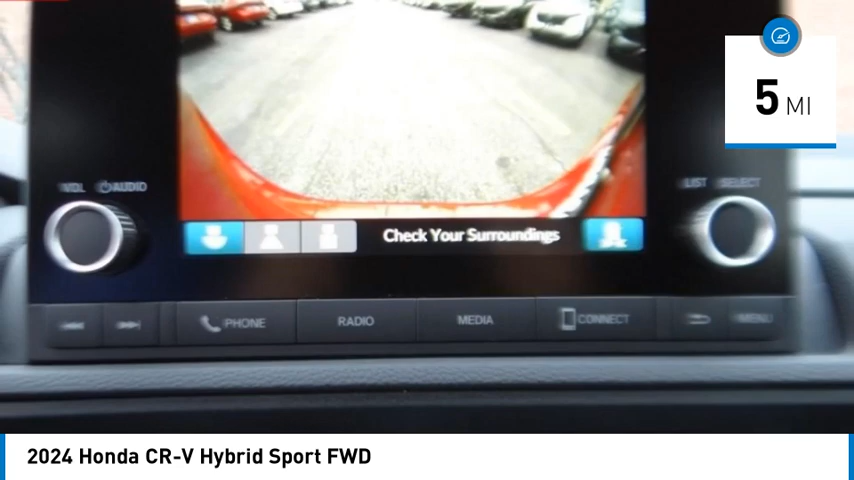 5 MI
VOL AUDIO
LIST SELECT
Check Your Surroundings
PHONE RADIO MEDIA CONNECT MENU
2024 Honda CR-V Hybrid Sport FWD